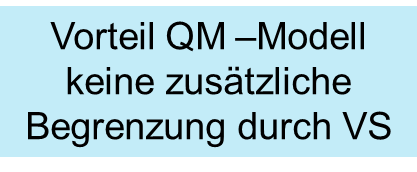 Vorteil QM –Modell
keine zusätzliche
Begrenzung durch VS